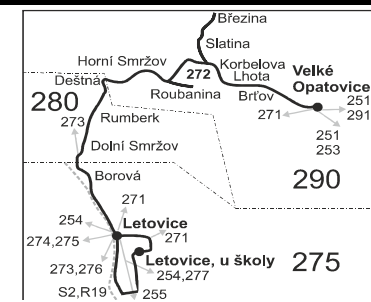 Březina
Slatina
Horní Smržov
Korbelova
Lhota
272
Velké
Opatovice
Deštná
Roubanina
Brťov
251
291
271
280
Rumberk
273
251
253
Dolní Smržov
290
Borová
271
254
Letovice
271
274,275
Letovice, u školy
275
273,276
254,277
S2,R19
255